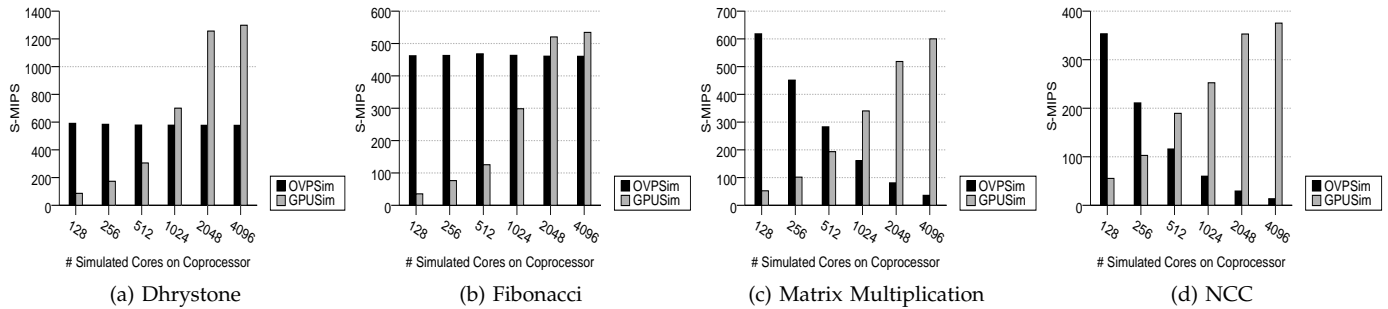 1400
1200
1000
800
600
400
200
0
S-MIPS
128
256
512
1024
2048
4096
# Simulated Cores on Coprocessor
OVPSim
GPUSim
(a) Dhrystone
600
500
400
300
200
100
0
S-MIPS
128
256
512
1024
2048
4096
# Simulated Cores on Coprocessor
OVPSim
GPUSim
(b) Fibonacci
700
600
500
400
300
200
100
0
S-MIPS
128
256
512
1024
2048
4096
# Simulated Cores on Coprocessor
OVPSim
GPUSim
(c) Matrix Multiplication
400
300
200
100
0
S-MIPS
128
256
512
1024
2048
4096
# Simulated Cores on Coprocessor
OVPSim
GPUSim
(d) NCC